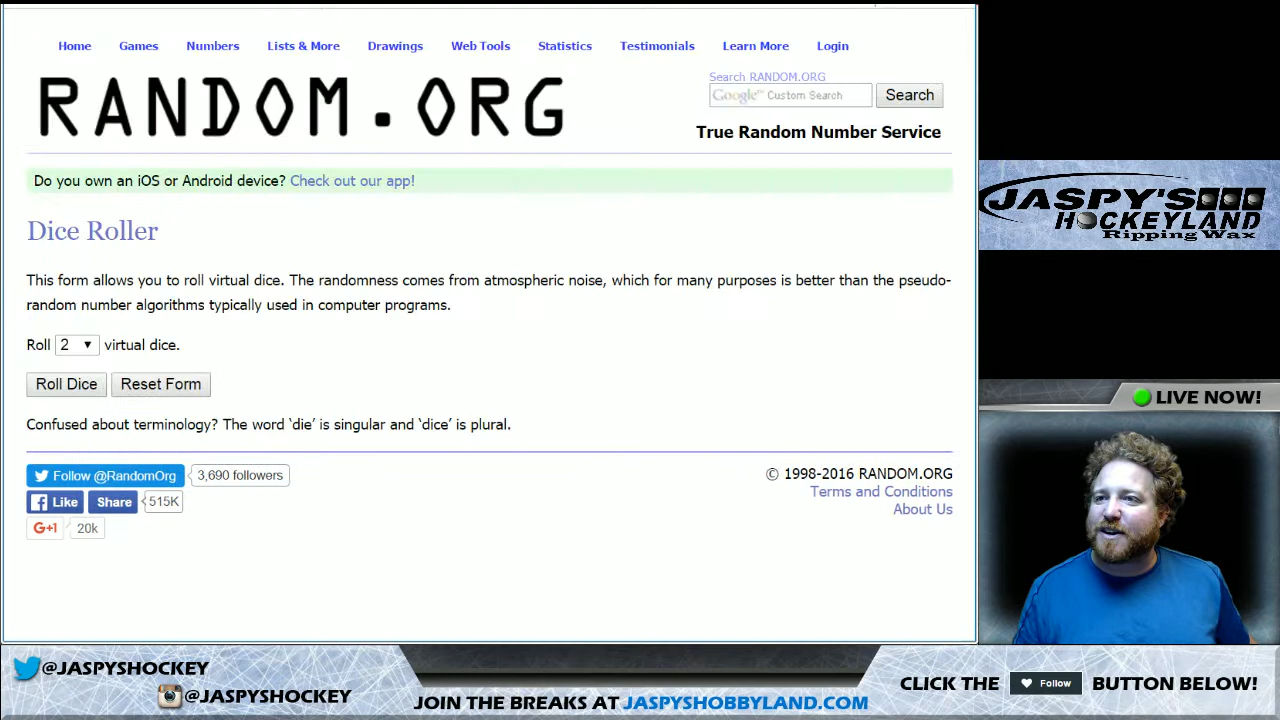 Home Games Numbers Lists & More Drawings Web Tools Statistics Testimonials Learn More Login
RANDOM.ORG
Search RANDOM.ORG
Google™ Custom Search Search
True Random Number Service
Do you own an iOS or Android device? Check out our app!
Dice Roller
This form allows you to roll virtual dice. The randomness comes from atmospheric noise, which for many purposes is better than the pseudo-
random number algorithms typically used in computer programs.
Roll 2 virtual dice.
Roll Dice Reset Form
Confused about terminology? The word ‘die’ is singular and ‘dice’ is plural.
Follow @RandomOrg 3,690 followers
Like Share 515K
G+1 20k
© 1998-2016 RANDOM.ORG
Terms and Conditions
About Us
JASPY'S
HOCKEYLAND
Ripping Wax
LIVE NOW!
@JASPYSHOCKEY
@JASPYSHOCKEY
JOIN THE BREAKS AT JASPYSHOBBYLAND.COM
CLICK THE Follow BUTTON BELOW!